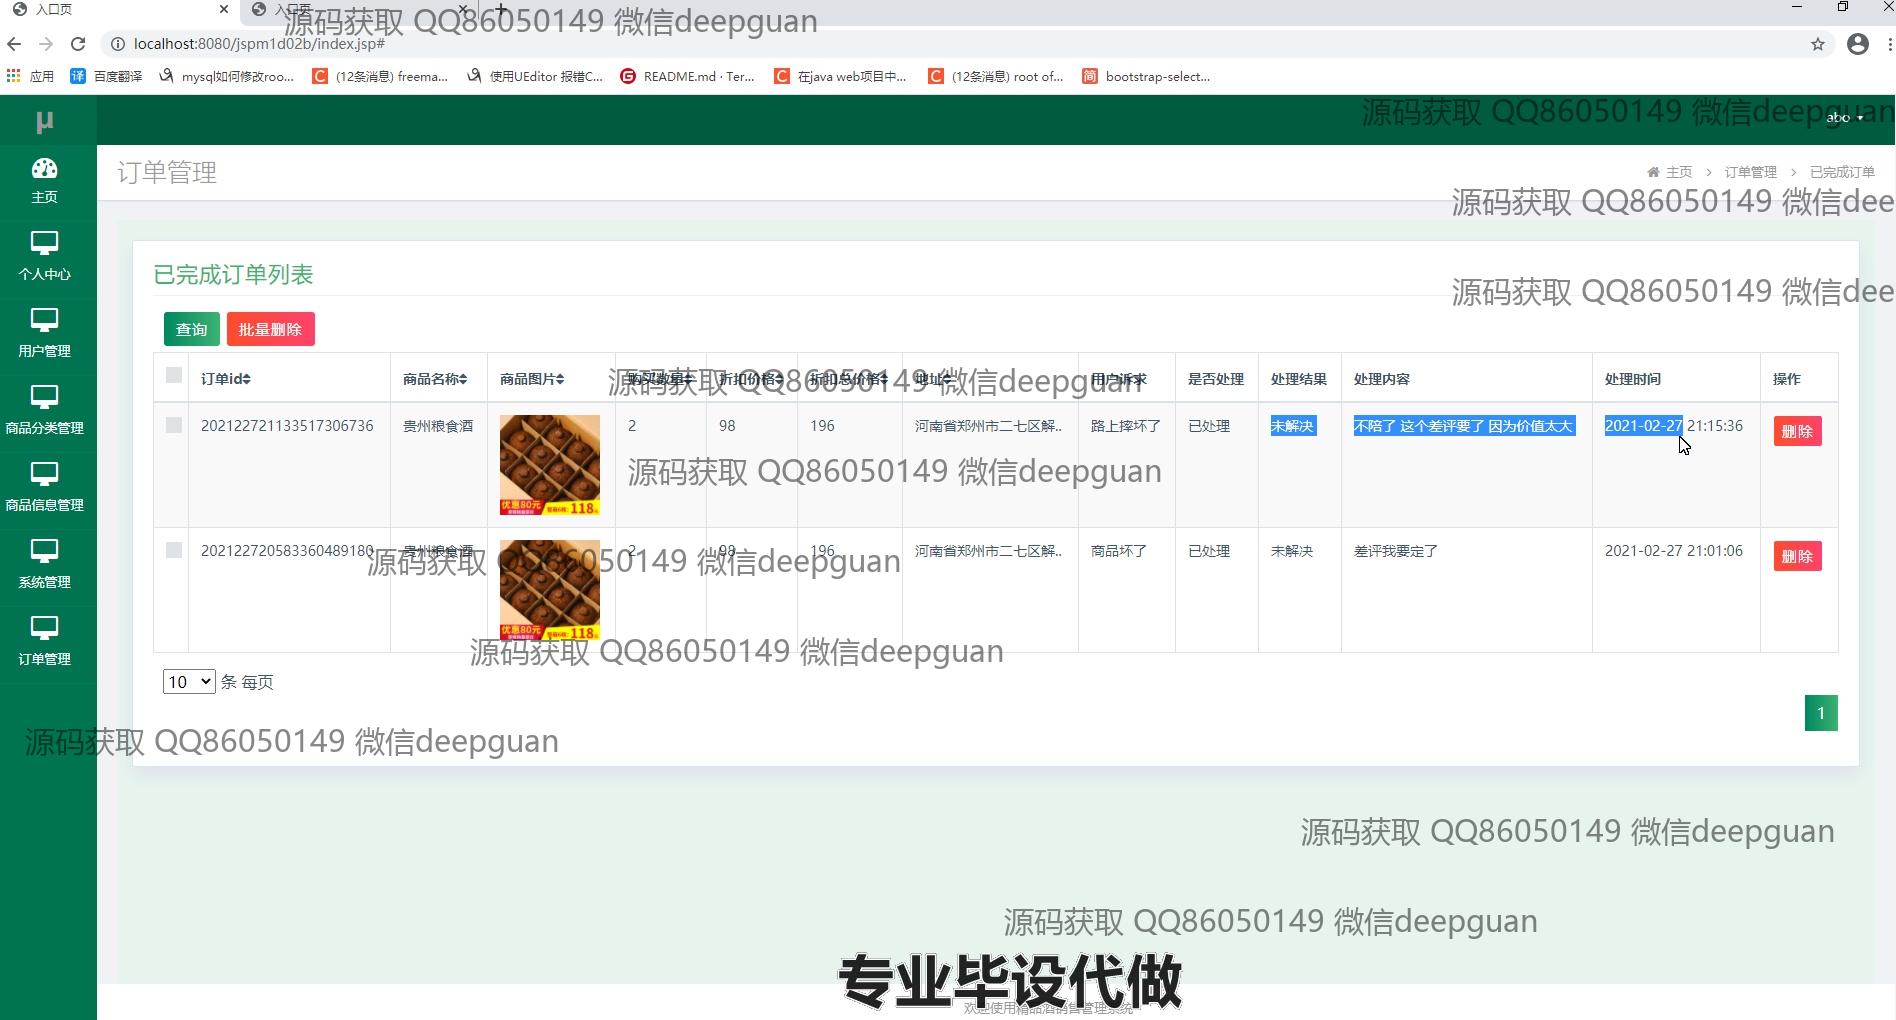 入口页
入口页
源码获取 QQ86050149 微信deepguan
localhost:8080/jspm1d02b/index.jsp#
应用
百度翻译
mysql如何修改roo...
(12条消息) freema...
使用UEditor 报错C...
README.md · Ter...
在java web项目中...
(12条消息) root of...
bootstrap-select...
μ
源码获取 QQ86050149 微信deepguan
abo
主页
个人中心
用户管理
商品分类管理
商品信息管理
系统管理
订单管理
订单管理
主页 > 订单管理 > 已完成订单
源码获取 QQ86050149 微信dee
已完成订单列表
源码获取 QQ86050149 微信dee
查询 批量删除
订单id 商品名称 商品图片 购买数量 折扣价格 折扣总价格 地址 用户诉求 是否处理 处理结果 处理内容 处理时间 操作
源码获取 QQ86050149 微信deepguan
202122721133517306736 贵州粮食酒 2 98 196 河南省郑州市二七区解.. 路上摔坏了 已处理 未解决 不陪了 这个差评要了 因为价值太大 2021-02-27 21:15:36 删除
优惠80元 118
源码获取 QQ86050149 微信deepguan
202122720583360489180 贵州粮食酒 2 98 196 河南省郑州市二七区解.. 商品坏了 已处理 未解决 差评我要定了 2021-02-27 21:01:06 删除
优惠80元 118
源码获取 QQ86050149 微信deepguan
源码获取 QQ86050149 微信deepguan
10 条 每页
1
源码获取 QQ86050149 微信deepguan
源码获取 QQ86050149 微信deepguan
源码获取 QQ86050149 微信deepguan
专业毕设代做
欢迎使用精品酒销售管理系统